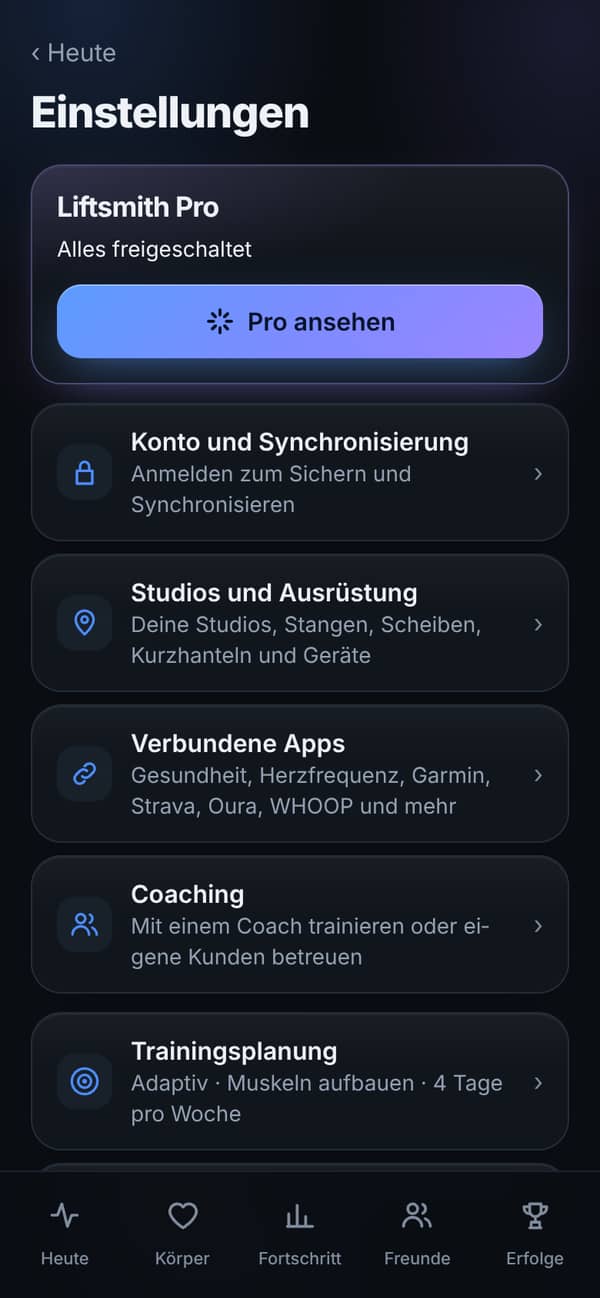 ‹ Heute
Einstellungen
Liftsmith Pro
Alles freigeschaltet
Pro ansehen
Konto und Synchronisierung
Anmelden zum Sichern und
Synchronisieren
Studios und Ausrüstung
Deine Studios, Stangen, Scheiben,
Kurzhanteln und Geräte
Verbundene Apps
Gesundheit, Herzfrequenz, Garmin,
Strava, Oura, WHOOP und mehr
Coaching
Mit einem Coach trainieren oder ei-
gene Kunden betreuen
Trainingsplanung
Adaptiv · Muskeln aufbauen · 4 Tage
pro Woche
Heute Körper Fortschritt Freunde Erfolge